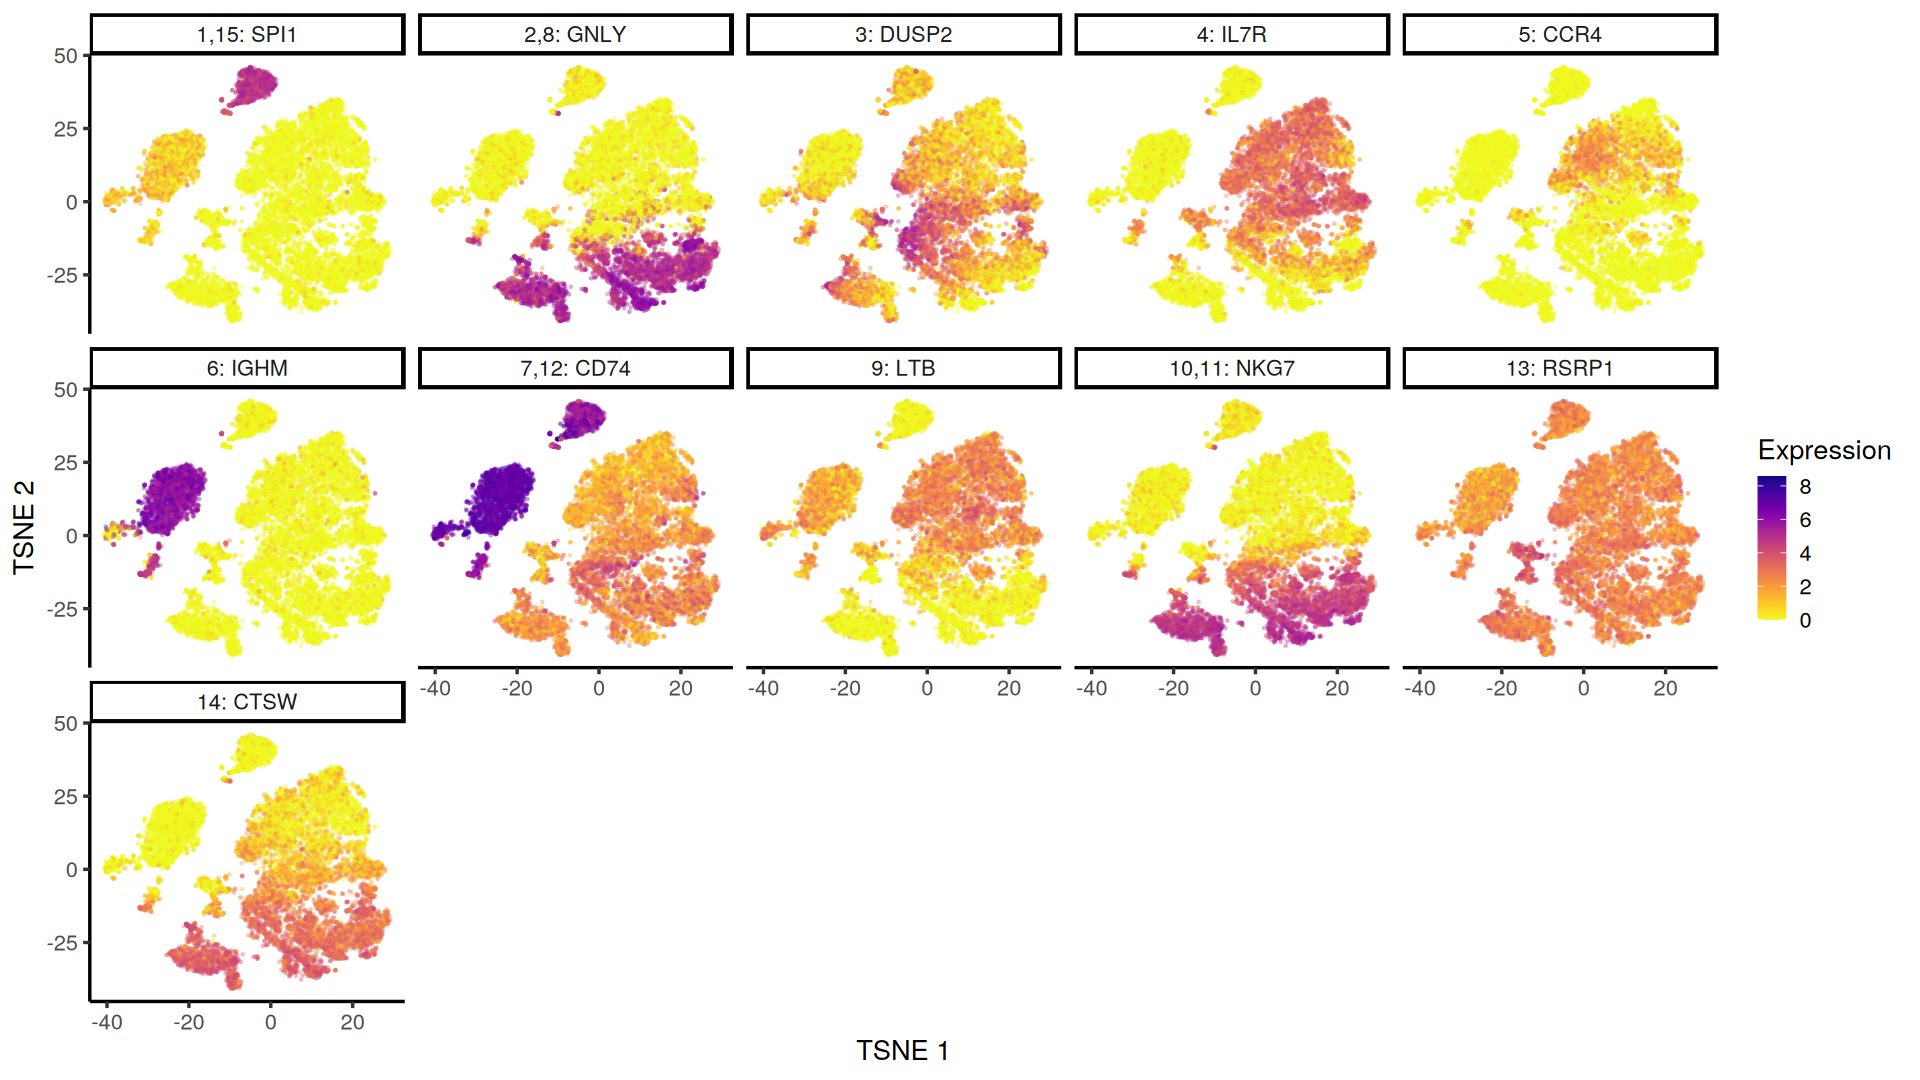 1,15: SPI1
2,8: GNLY
3: DUSP2
4: IL7R
5: CCR4
50
25
0
-25
6: IGHM
7,12: CD74
9: LTB
10,11: NKG7
13: RSRP1
50
25
0
-25
-40 -20 0 20
-40 -20 0 20
-40 -20 0 20
-40 -20 0 20
14: CTSW
50
25
0
-25
-40 -20 0 20
TSNE 2
TSNE 1
Expression
8
6
4
2
0